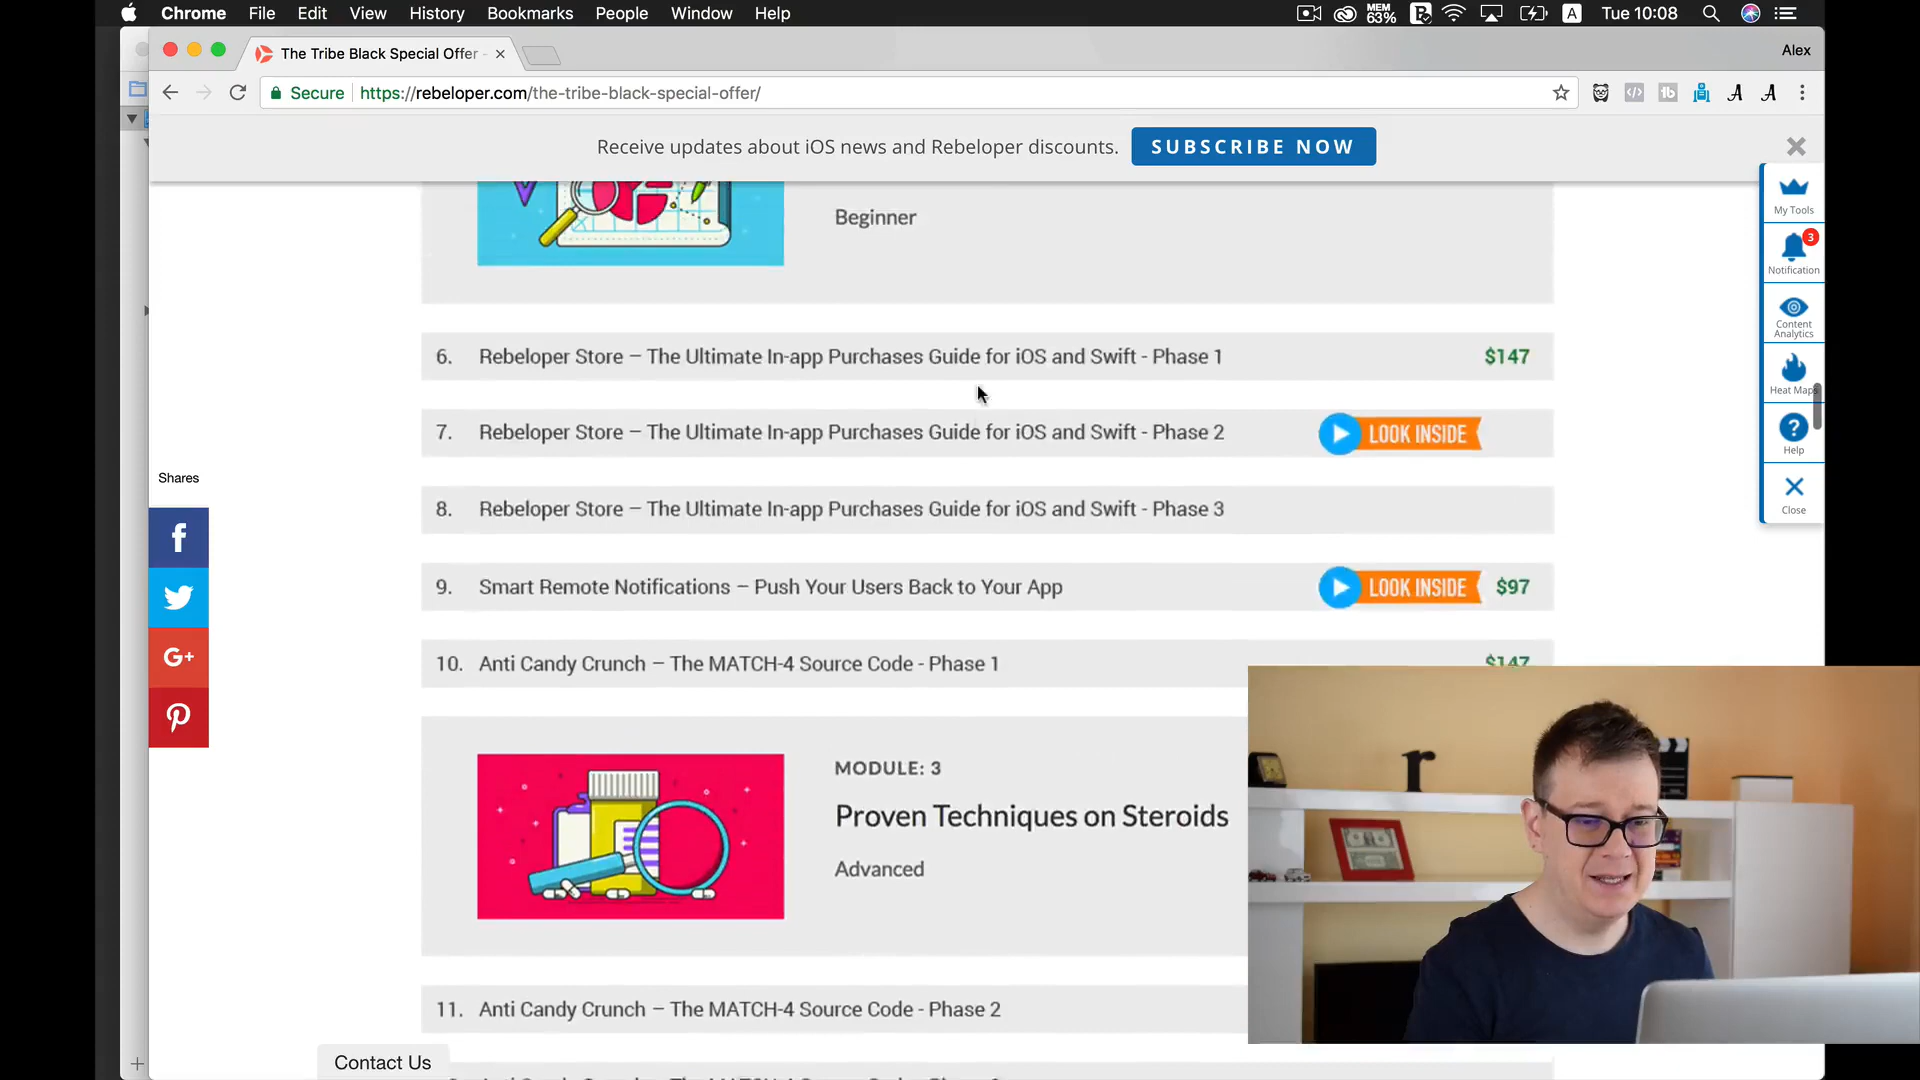 Chrome File Edit View History Bookmarks People Window Help MEM 63% A Tue 10:08
The Tribe Black Special Offer - Alex
Secure https://rebeloper.com/the-tribe-black-special-offer/
Receive updates about iOS news and Rebeloper discounts. SUBSCRIBE NOW
My Tools
3
Notification
Content Analytics
Heat Maps
?
Help
Close
Beginner
6. Rebeloper Store – The Ultimate In-app Purchases Guide for iOS and Swift - Phase 1 $147
7. Rebeloper Store – The Ultimate In-app Purchases Guide for iOS and Swift - Phase 2 LOOK INSIDE
8. Rebeloper Store – The Ultimate In-app Purchases Guide for iOS and Swift - Phase 3
9. Smart Remote Notifications – Push Your Users Back to Your App LOOK INSIDE $97
10. Anti Candy Crunch – The MATCH-4 Source Code - Phase 1 $147
Shares
f
G+
MODULE: 3
Proven Techniques on Steroids
Advanced
11. Anti Candy Crunch – The MATCH-4 Source Code - Phase 2
Contact Us